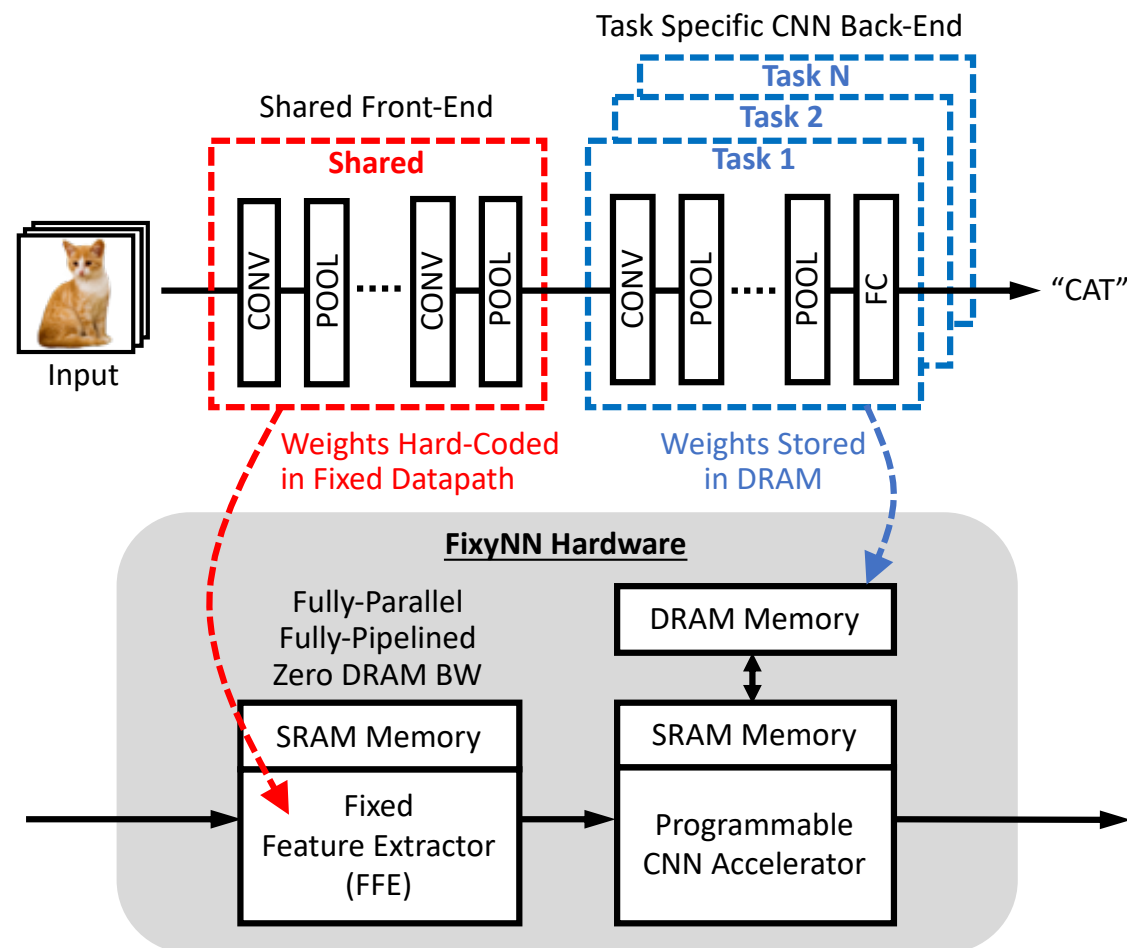 Task Specific CNN Back-End
Task N
Shared Front-End
Task 2
Shared
Task 1
CONV
POOL
CONV
POOL
CONV
POOL
POOL
FC
“CAT”
Input
Weights Hard-Coded
in Fixed Datapath
Weights Stored
in DRAM
FixyNN Hardware
Fully-Parallel
Fully-Pipelined
Zero DRAM BW
DRAM Memory
SRAM Memory
SRAM Memory
Fixed
Feature Extractor
(FFE)
Programmable
CNN Accelerator